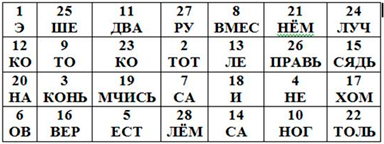 1 25 11 27 8 21 24
Э ШЕ ДВА РУ ВМЕС НЁМ ЛУЧ
12 9 23 2 13 26 15
КО ТО КО ТОТ ЛЕ ПРАВЬ СЯДЬ
20 3 19 7 18 4 17
НА КОНЬ МЧИСЬ СА И НЕ ХОМ
6 16 5 28 14 10 22
ОВ ВЕР ЕСТ ЛЁМ СА НОГ ТОЛЬ